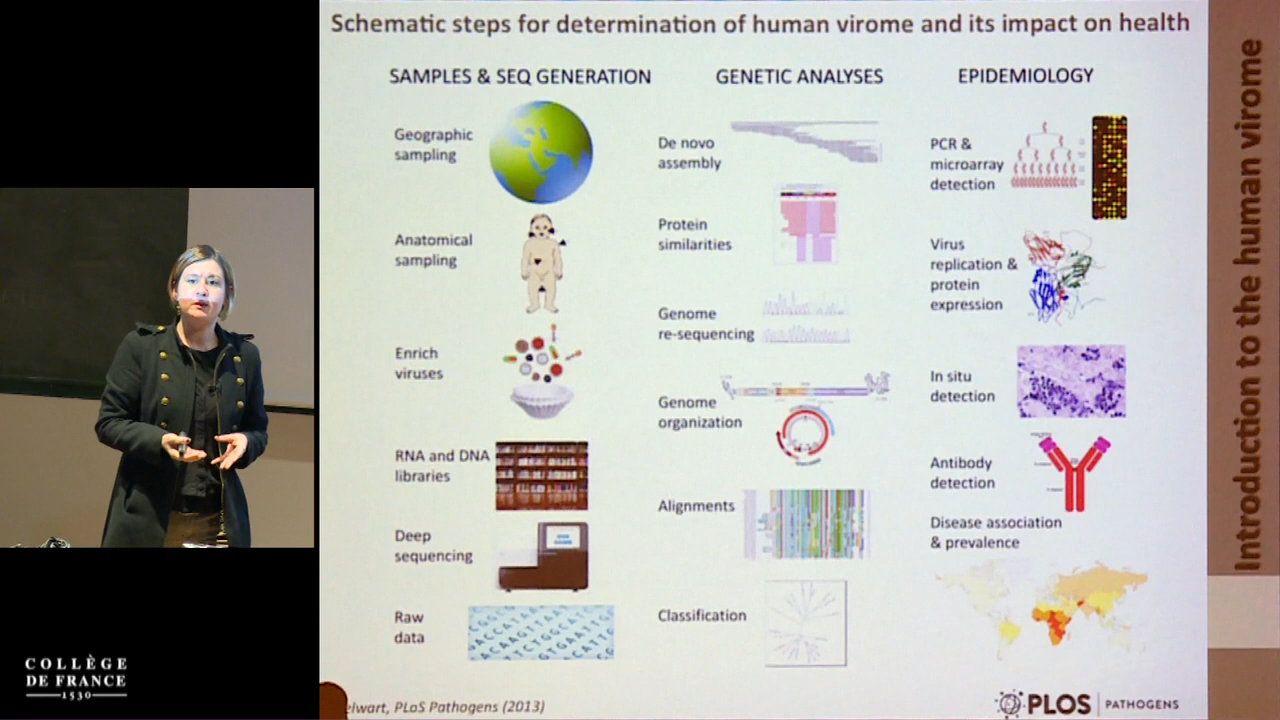 Schematic steps for determination of human virome and its impact on health
SAMPLES & SEQ GENERATION
Geographic
sampling
Anatomical
sampling
Enrich
viruses
RNA and DNA
libraries
Deep
sequencing
Raw
data
GENETIC ANALYSES
De novo
assembly
Protein
similarities
Genome
re-sequencing
Genome
organization
Alignments
Classification
EPIDEMIOLOGY
PCR &
microarray
detection
Virus
replication &
protein
expression
In situ
detection
Antibody
detection
Disease association
& prevalence
elwart, PLoS Pathogens (2013)
PLOS | PATHOGENS
Introduction to the human virome
COLLÈGE
DE FRANCE
1530